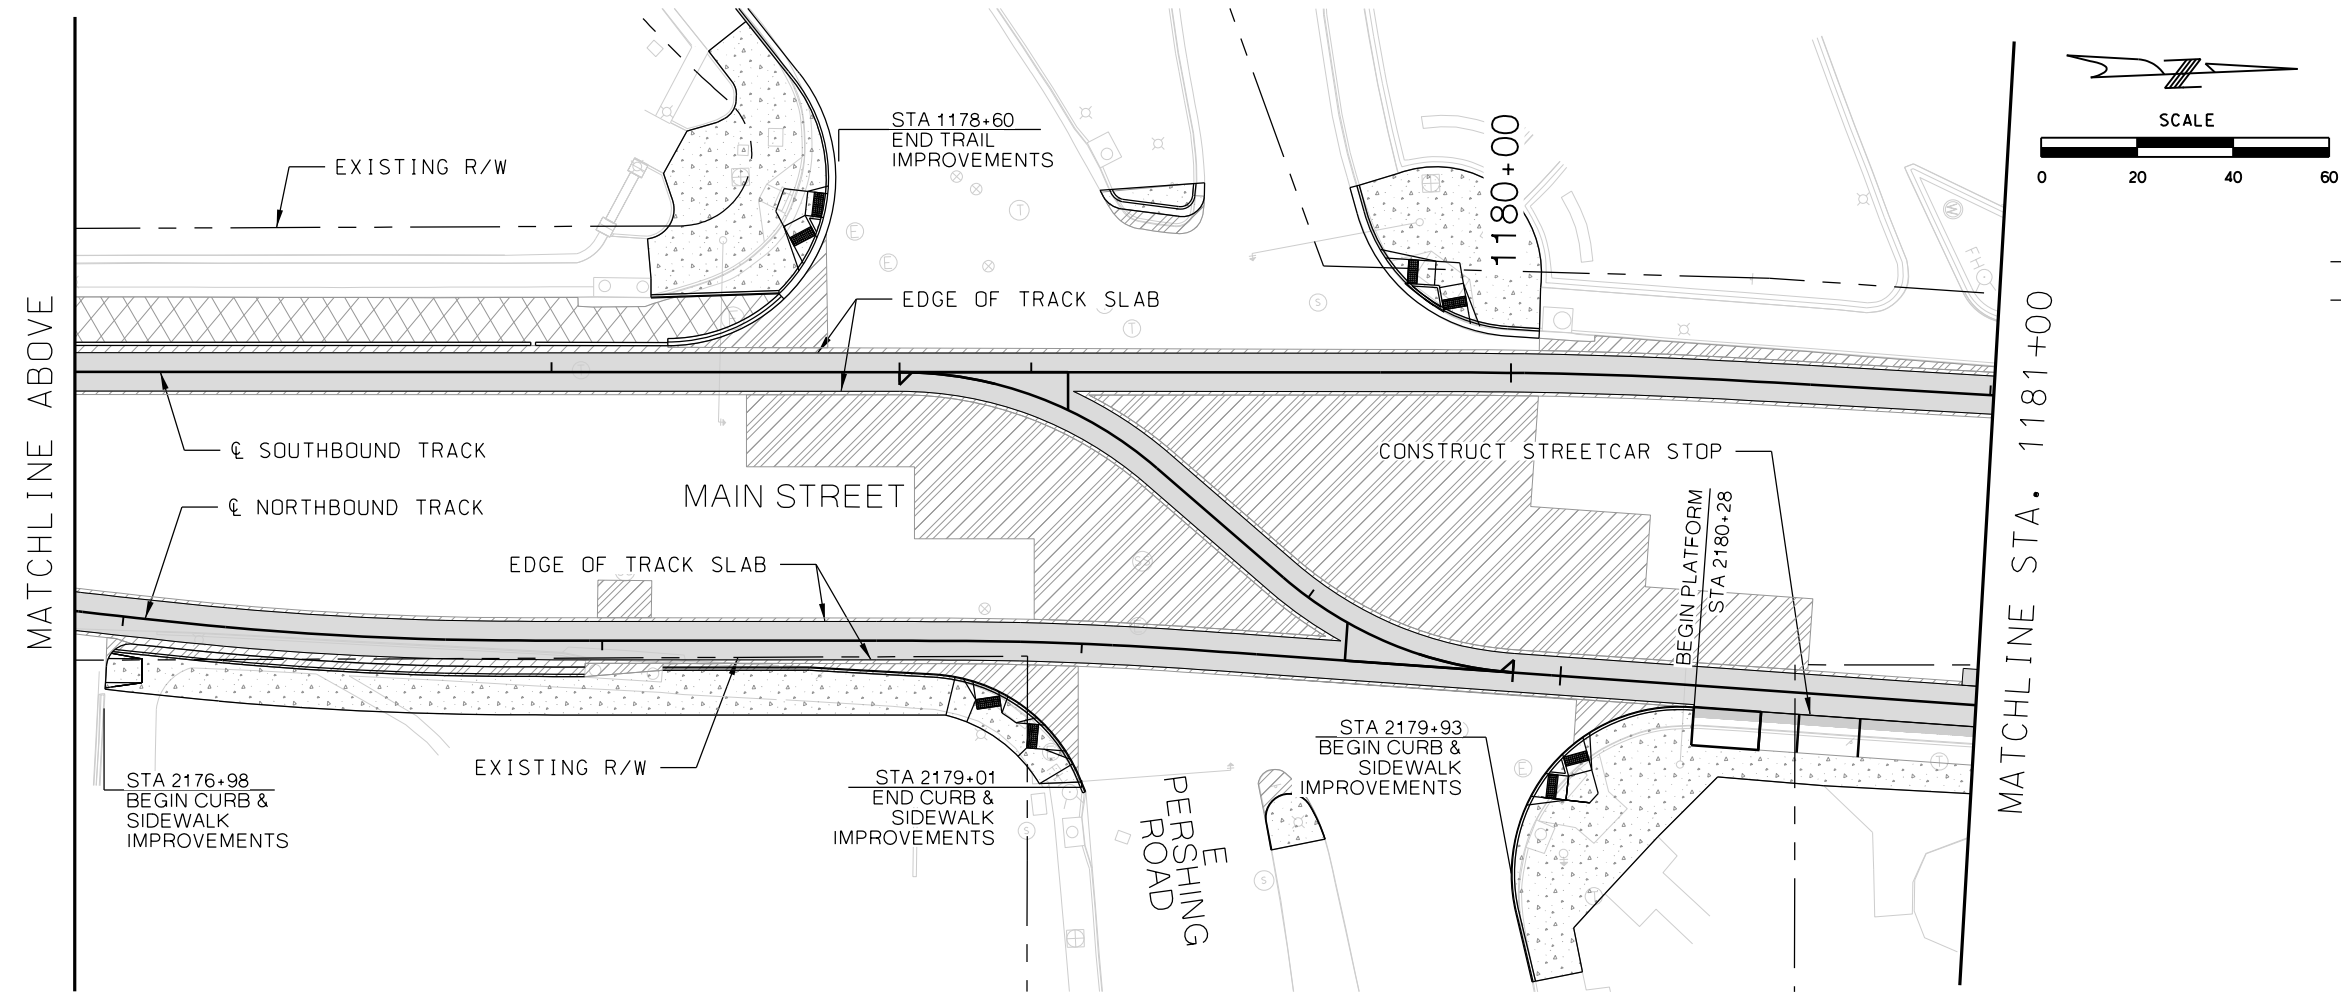 STA 1178+60
END TRAIL
IMPROVEMENTS
1180+00
SCALE
0 20 40 60
EXISTING R/W
W
FH
T
E
E
S
T
EDGE OF TRACK SLAB
MATCHLINE ABOVE
MATCHLINE STA. 1181+00
℄ SOUTHBOUND TRACK
CONSTRUCT STREETCAR STOP
MAIN STREET
℄ NORTHBOUND TRACK
BEGIN PLATFORM
STA 2180+28
EDGE OF TRACK SLAB
SS
EXISTING R/W
STA 2176+98
BEGIN CURB &
SIDEWALK
IMPROVEMENTS
STA 2179+01
END CURB &
SIDEWALK
IMPROVEMENTS
E
PERSHING
ROAD
STA 2179+93
BEGIN CURB &
SIDEWALK
IMPROVEMENTS
E
T
S
S
T